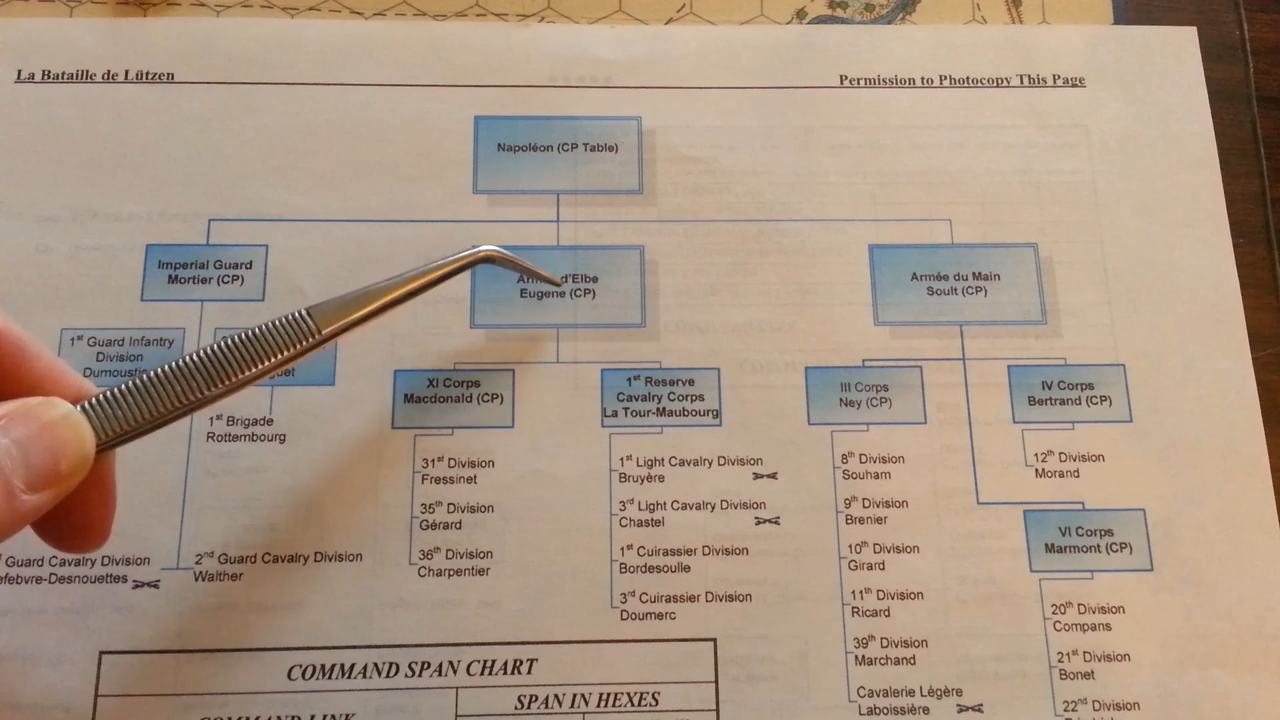 La Bataille de Lützen
Permission to Photocopy This Page
Napoléon (CP Table)
Imperial Guard
Mortier (CP)
d'Elbe
Eugene (CP)
Armée du Main
Soult (CP)
1st Guard Infantry
Division
1st Brigade
Rottembourg
Guard Cavalry Division
2nd Guard Cavalry Division
Walther
XI Corps
Macdonald (CP)
31st Division
Fressinet
35th Division
Gérard
36th Division
Charpentier
1st Reserve
Cavalry Corps
La Tour-Maubourg
1st Light Cavalry Division
Bruyère
3rd Light Cavalry Division
Chastel
1st Cuirassier Division
Bordesoulle
3rd Cuirassier Division
Doumerc
III Corps
Ney (CP)
8th Division
Souham
9th Division
Brenier
10th Division
Girard
11th Division
Ricard
39th Division
Marchand
Cavalerie Légère
Laboissière
IV Corps
Bertrand (CP)
12th Division
Morand
VI Corps
Marmont (CP)
20th Division
Compans
21st Division
Bonet
22nd Division
COMMAND SPAN CHART
SPAN IN HEXES
COMMAND LINK